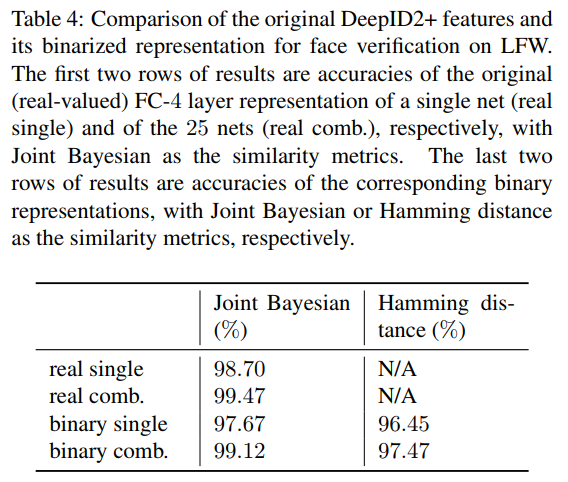 Table 4: Comparison of the original DeepID2+ features and
its binarized representation for face verification on LFW.
The first two rows of results are accuracies of the original
(real-valued) FC-4 layer representation of a single net (real
single) and of the 25 nets (real comb.), respectively, with
Joint Bayesian as the similarity metrics. The last two
rows of results are accuracies of the corresponding binary
representations, with Joint Bayesian or Hamming distance
as the similarity metrics, respectively.
Joint Bayesian Hamming dis-
(%) tance (%)
real single 98.70 N/A
real comb. 99.47 N/A
binary single 97.67 96.45
binary comb. 99.12 97.47